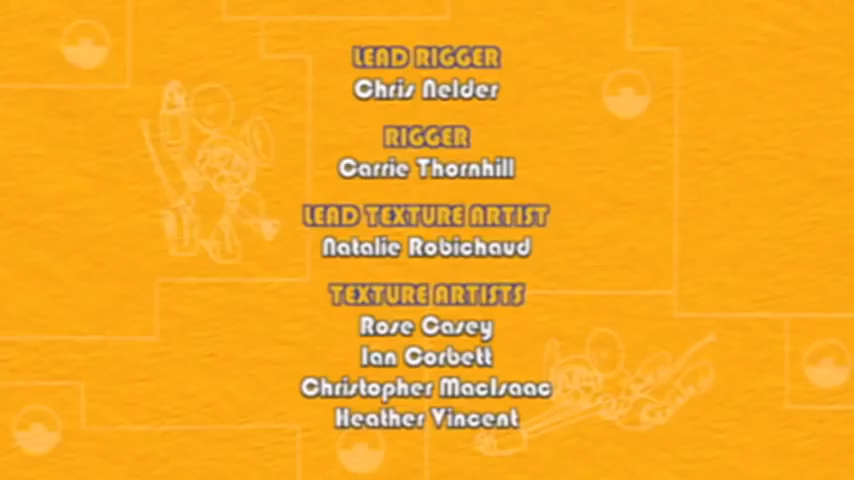 LEAD RIGGER
Chris Nelder
RIGGER
Carrie Thornhill
LEAD TEXTURE ARTIST
Natalie Robichaud
TEXTURE ARTISTS
Rose Casey
Ian Corbett
Christopher MacIsaac
Heather Vincent